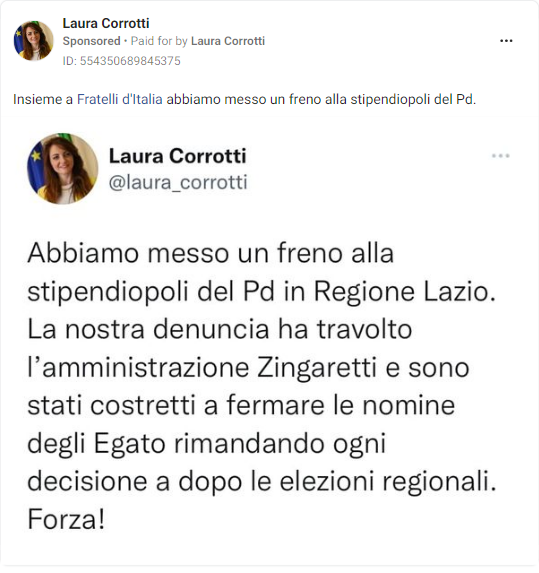 Laura Corrotti
Sponsored • Paid for by Laura Corrotti
ID: 554350689845375
Insieme a Fratelli d'Italia abbiamo messo un freno alla stipendiopoli del Pd.
Laura Corrotti
@laura_corrotti
Abbiamo messo un freno alla
stipendiopoli del Pd in Regione Lazio.
La nostra denuncia ha travolto
l’amministrazione Zingaretti e sono
stati costretti a fermare le nomine
degli Egato rimandando ogni
decisione a dopo le elezioni regionali.
Forza!